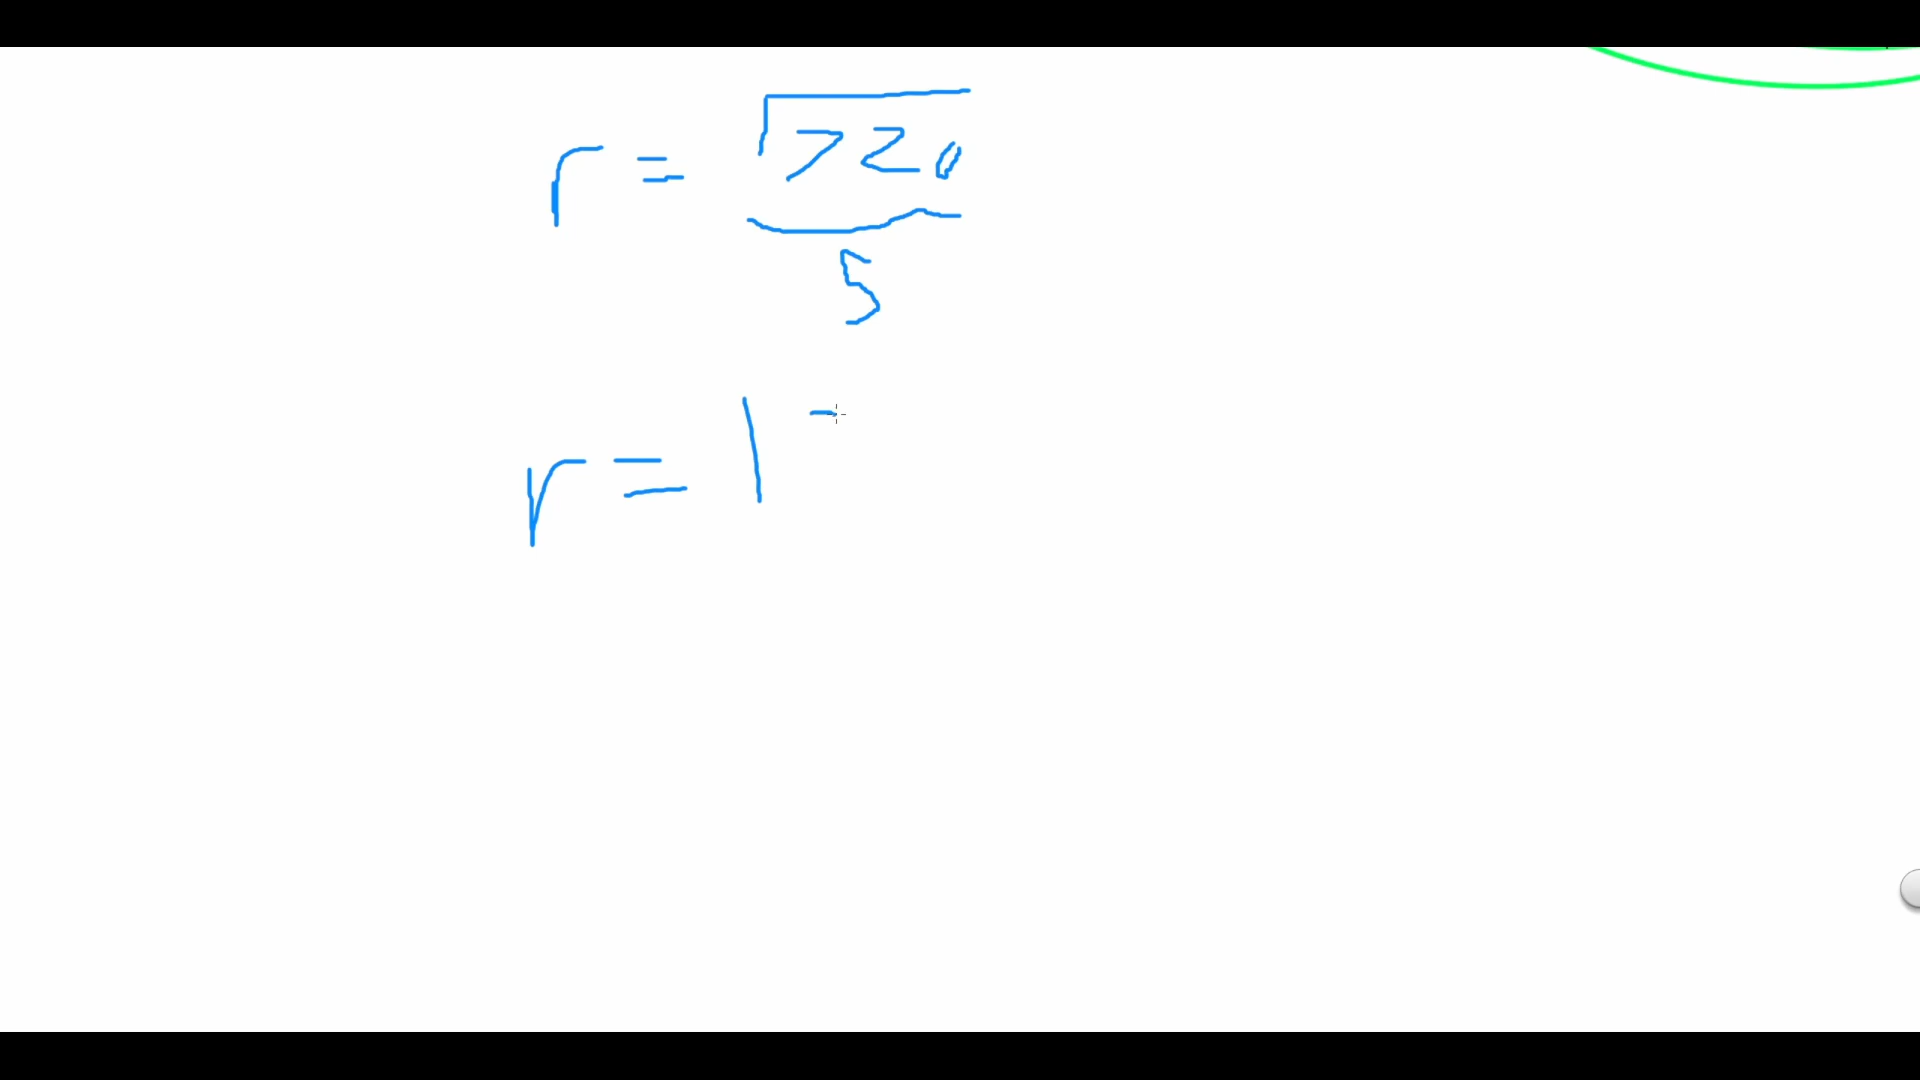 r = √720
5
r = 1